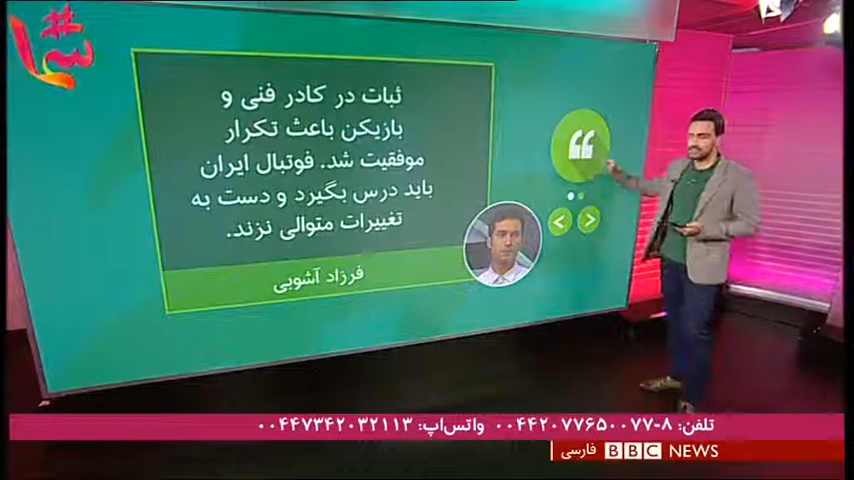 #شما
ثبات در کادر فنی و
بازیکن باعث تکرار
موفقیت شد. فوتبال ایران
باید درس بگیرد و دست به
تغییرات متوالی نزند.
فرزاد آشوبی
تلفن: ۸-۰۰۴۴۲۰۷۷۶۵۰۰۷۷ واتس‌اپ: ۰۰۴۴۷۳۴۲۰۳۲۱۱۳
BBC NEWS فارسی